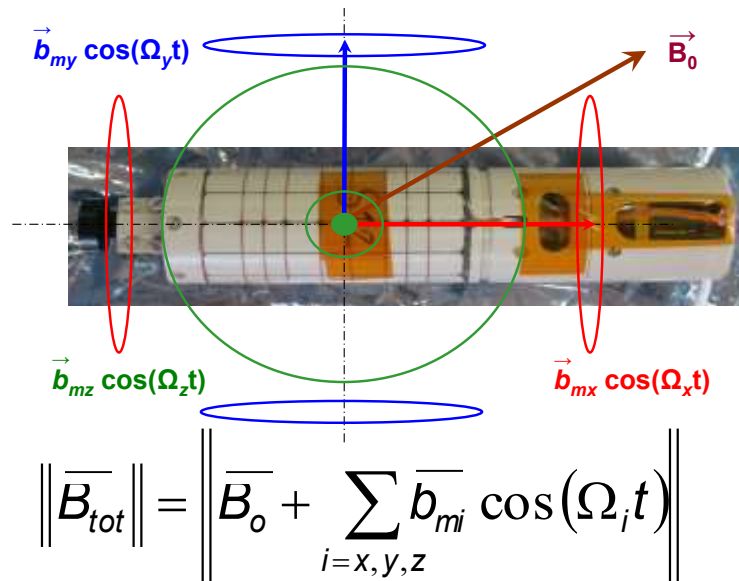 b⃗my cos(Ωyt)
B⃗0
b⃗mz cos(Ωzt)
b⃗mx cos(Ωxt)
‖B̅tot‖ = ‖B̅o + ∑i=x,y,z b̅mi cos(Ωit)‖